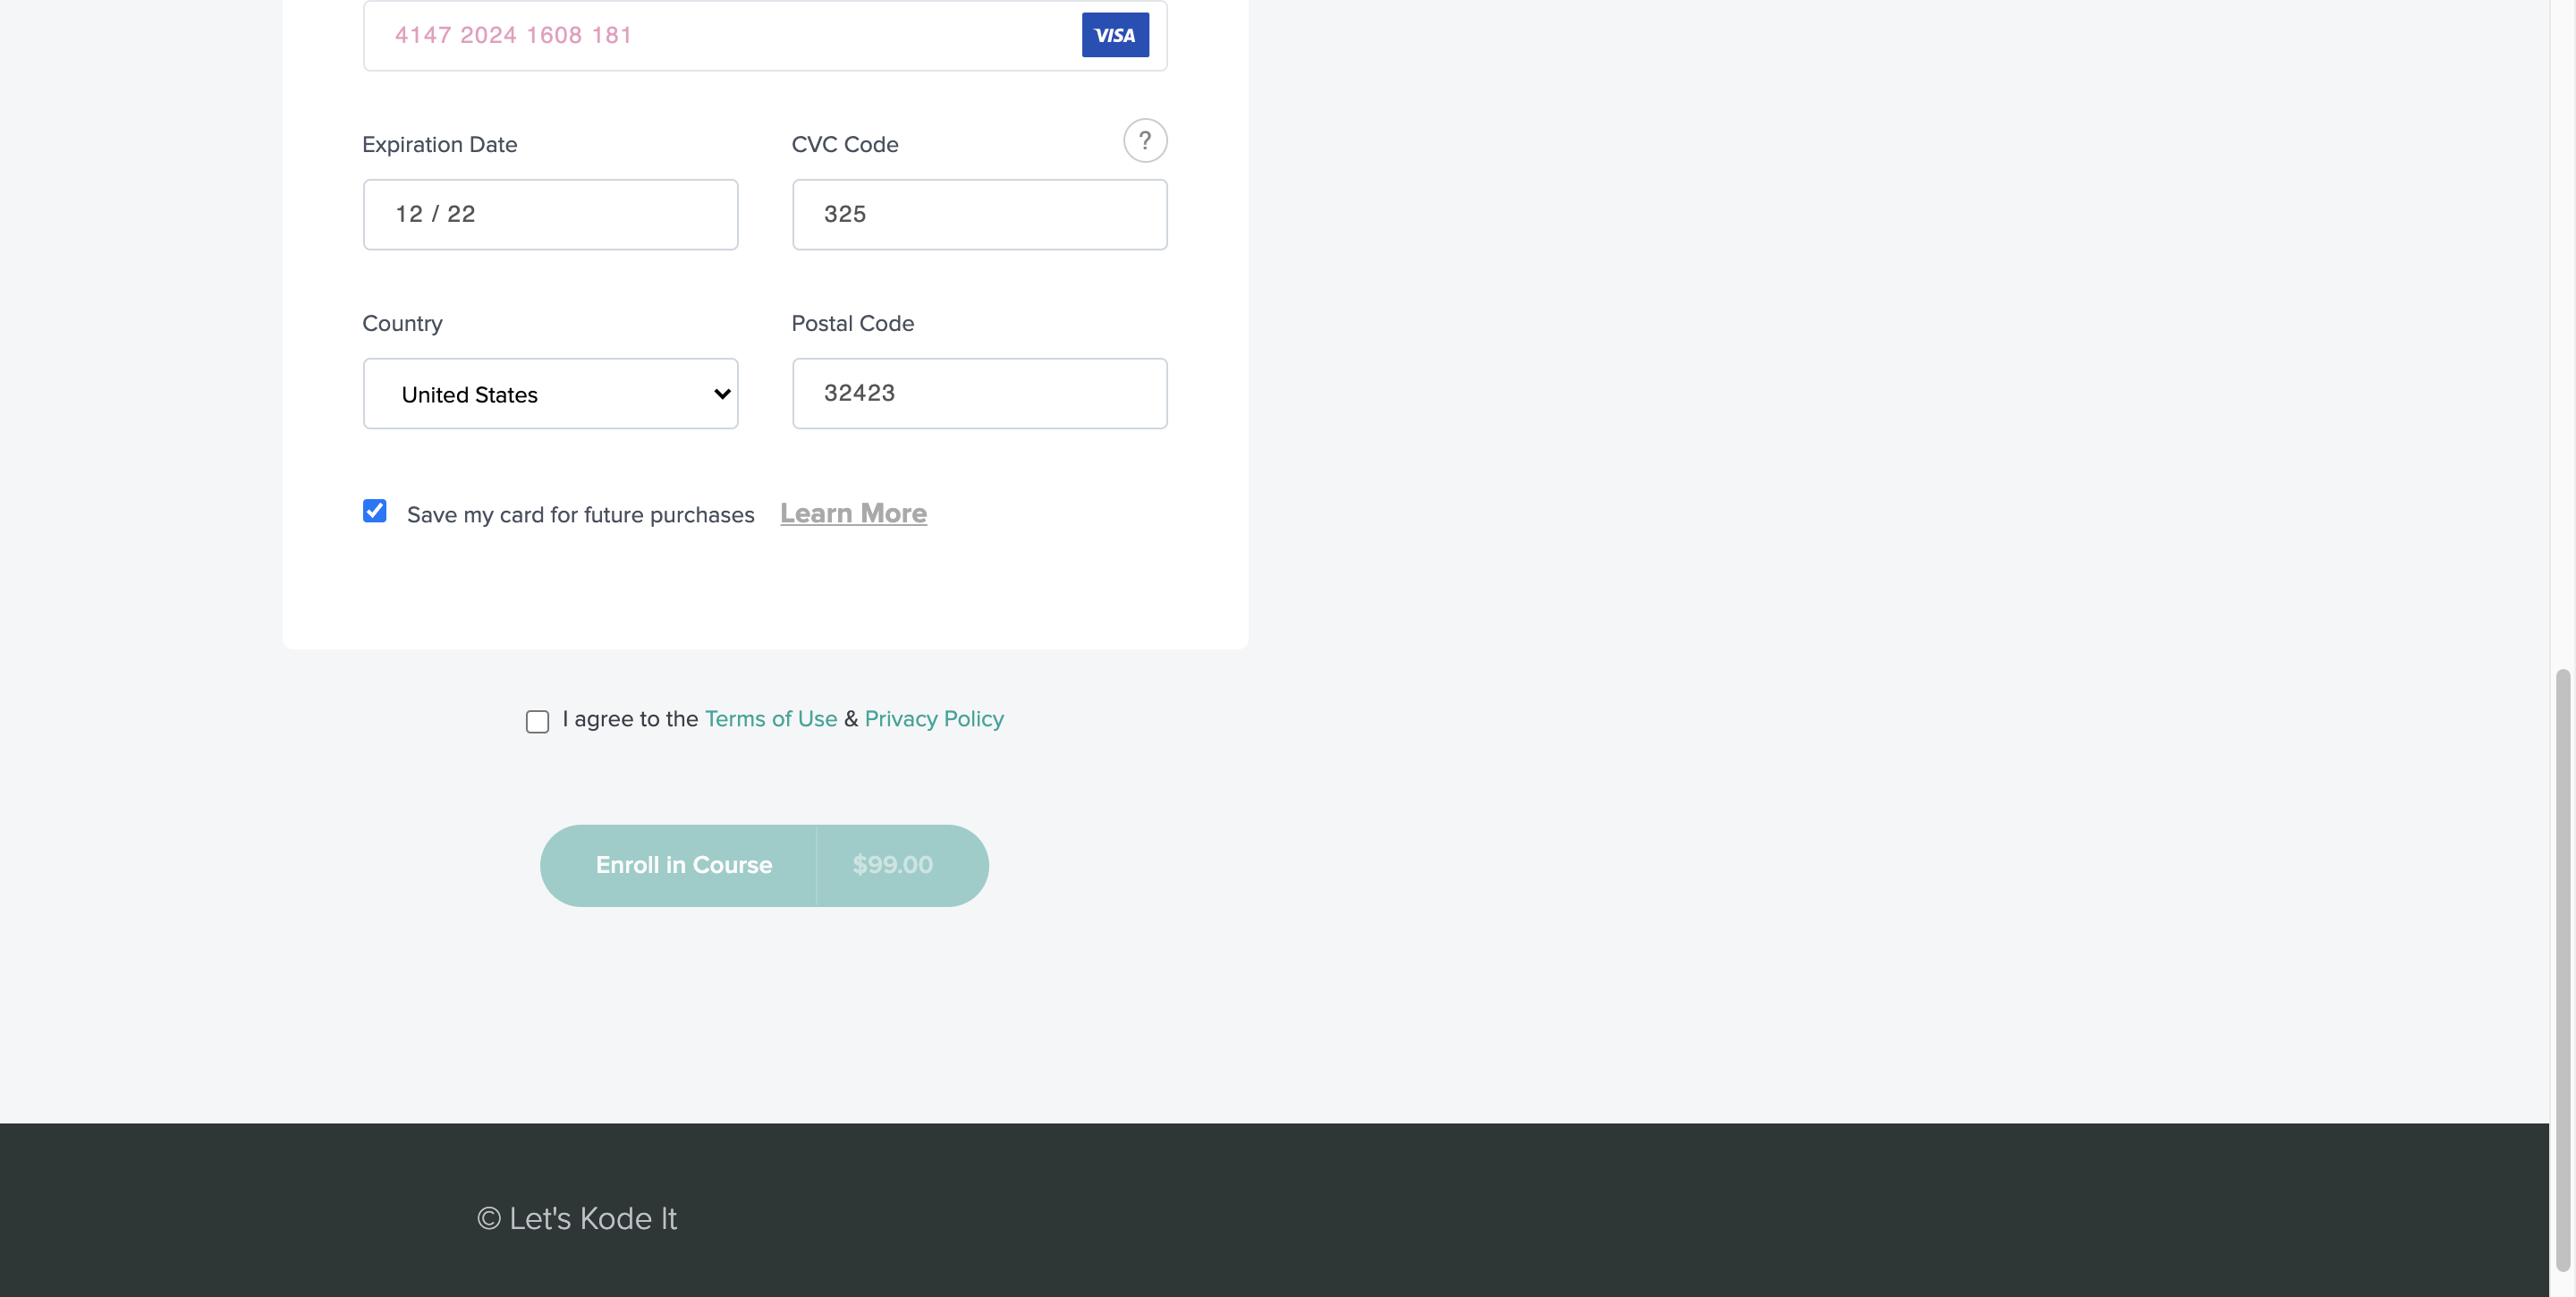 4147 2024 1608 181
VISA
Expiration Date
CVC Code
?
12 / 22
325
Country
Postal Code
United States
32423
Save my card for future purchases Learn More
I agree to the Terms of Use & Privacy Policy
Enroll in Course $99.00
© Let's Kode It